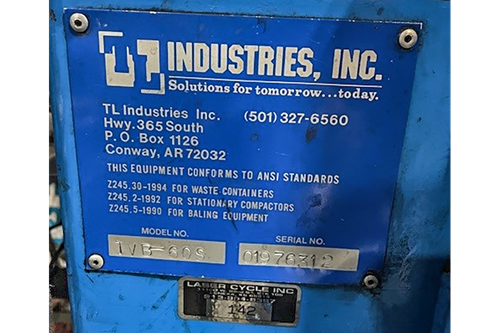 TL INDUSTRIES, INC.
Solutions for tomorrow...today.
TL Industries Inc. (501) 327-6560
Hwy. 365 South
P. O. Box 1126
Conway, AR 72032
THIS EQUIPMENT CONFORMS TO ANSI STANDARDS
Z245.30-1994 FOR WASTE CONTAINERS
Z245.2-1992 FOR STATIONARY COMPACTORS
Z245.5-1990 FOR BALING EQUIPMENT
MODEL NO. SERIAL NO.
1VB-60S 01976312
LASER CYCLE INC
142